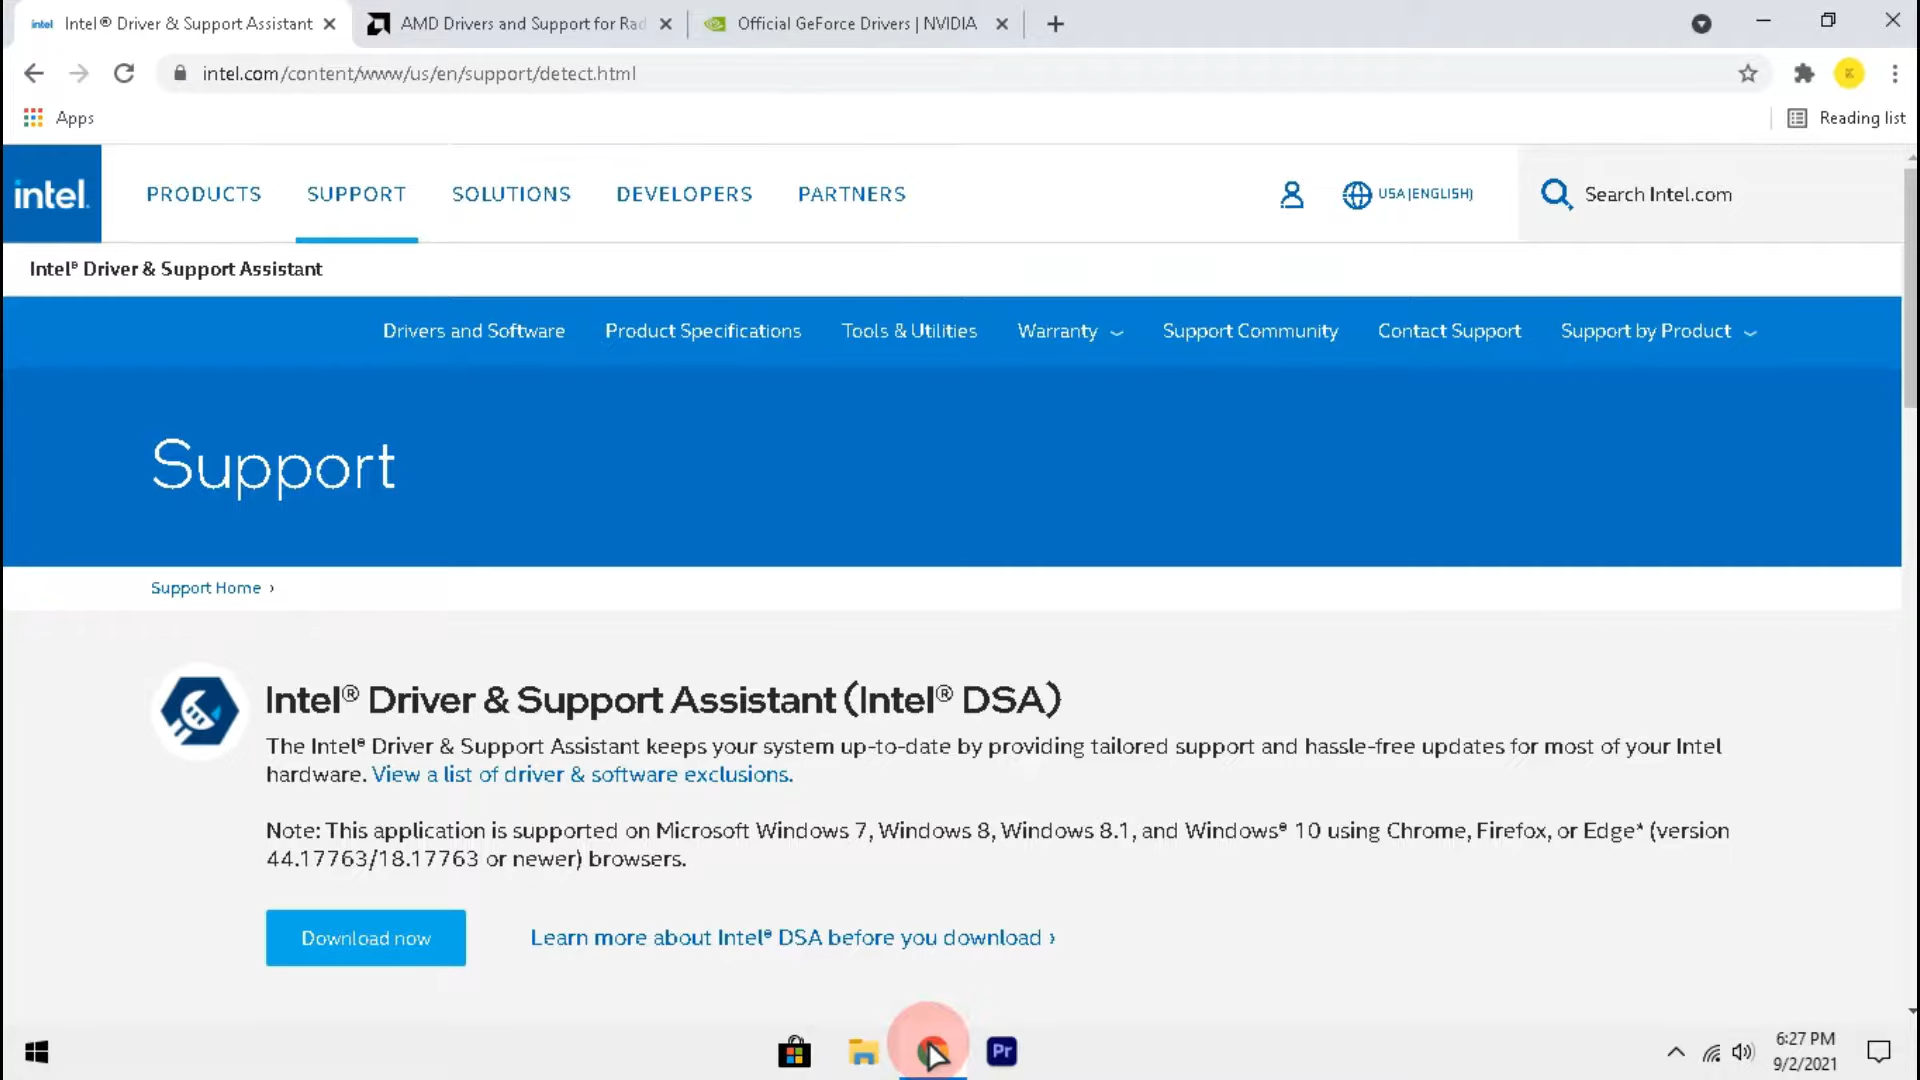 intel Intel® Driver & Support Assistant
AMD Drivers and Support for Rad
Official GeForce Drivers | NVIDIA
intel.com/content/www/us/en/support/detect.html
K
Apps
Reading list
intel.
PRODUCTS
SUPPORT
SOLUTIONS
DEVELOPERS
PARTNERS
USA (ENGLISH)
Search Intel.com
Intel® Driver & Support Assistant
Drivers and Software
Product Specifications
Tools & Utilities
Warranty
Support Community
Contact Support
Support by Product
Support
Support Home ›
Intel® Driver & Support Assistant (Intel® DSA)
The Intel® Driver & Support Assistant keeps your system up-to-date by providing tailored support and hassle-free updates for most of your Intel
hardware. View a list of driver & software exclusions.
Note: This application is supported on Microsoft Windows 7, Windows 8, Windows 8.1, and Windows® 10 using Chrome, Firefox, or Edge* (version
44.17763/18.17763 or newer) browsers.
Download now
Learn more about Intel® DSA before you download ›
Pr
6:27 PM
9/2/2021